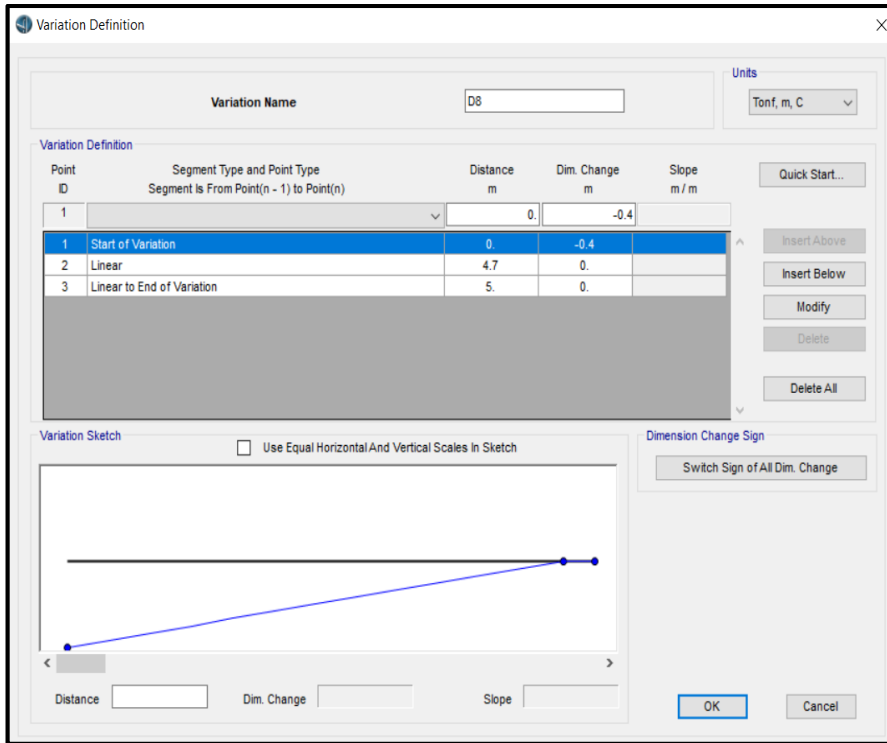 Variation Definition
Units
Variation Name D8 Tonf, m, C
Variation Definition
Point Segment Type and Point Type Distance Dim. Change Slope
ID Segment Is From Point(n - 1) to Point(n) m m m / m
Quick Start...
1 0. -0.4
1 Start of Variation 0. -0.4
Insert Above
2 Linear 4.7 0.
Insert Below
3 Linear to End of Variation 5. 0.
Modify
Delete
Delete All
Variation Sketch
Use Equal Horizontal And Vertical Scales In Sketch
Dimension Change Sign
Switch Sign of All Dim. Change
Distance Dim. Change Slope
OK Cancel